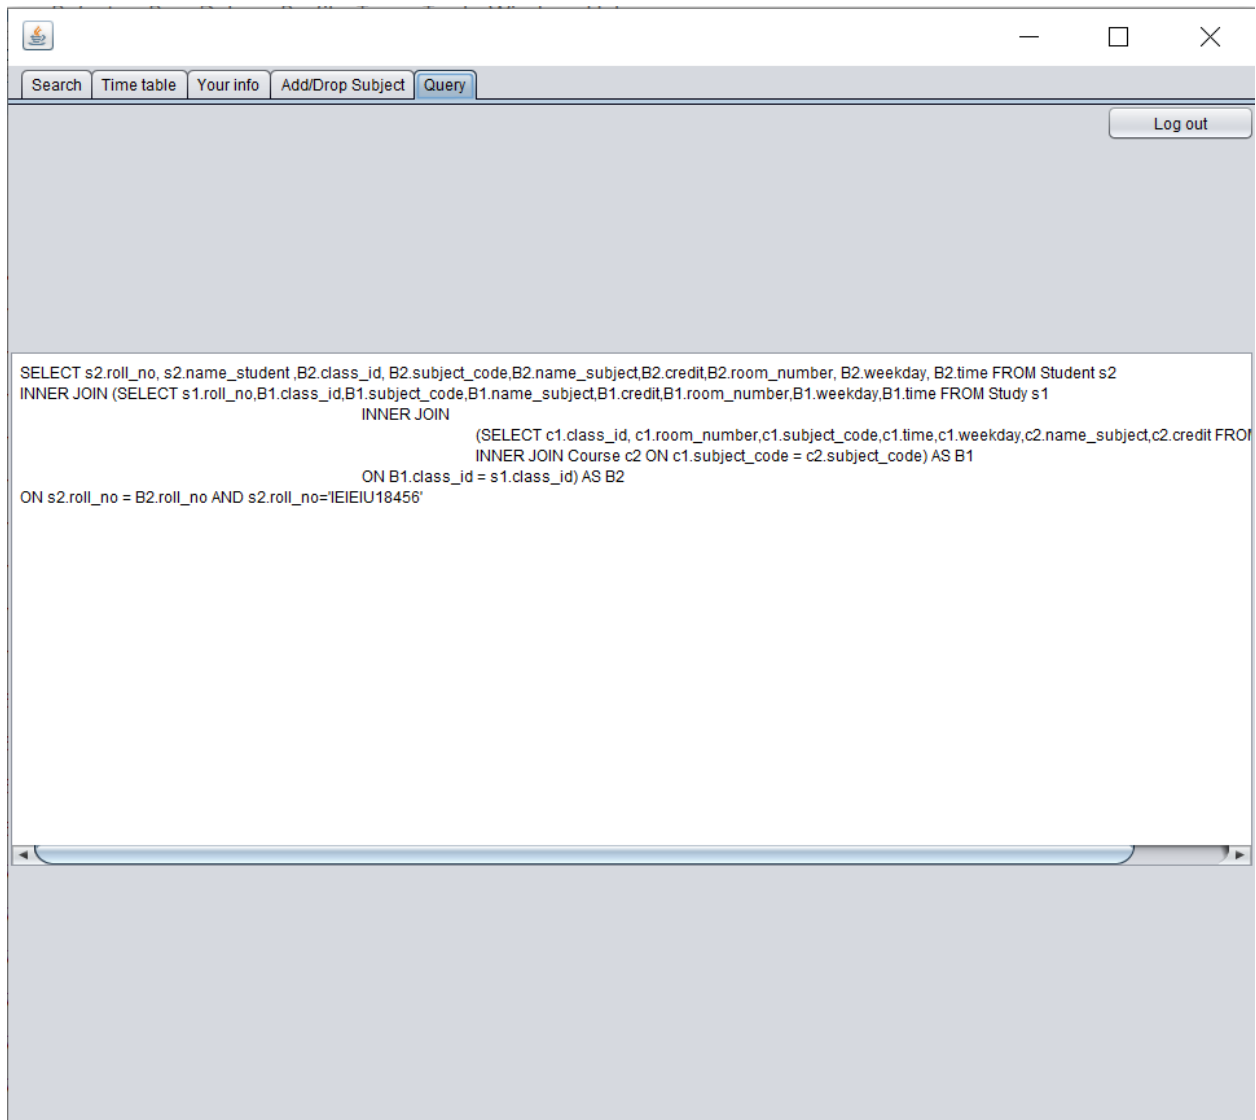 Search Time table Your info Add/Drop Subject Query
Log out
SELECT s2.roll_no, s2.name_student ,B2.class_id, B2.subject_code,B2.name_subject,B2.credit,B2.room_number, B2.weekday, B2.time FROM Student s2
INNER JOIN (SELECT s1.roll_no,B1.class_id,B1.subject_code,B1.name_subject,B1.credit,B1.room_number,B1.weekday,B1.time FROM Study s1
INNER JOIN
(SELECT c1.class_id, c1.room_number,c1.subject_code,c1.time,c1.weekday,c2.name_subject,c2.credit FROM
INNER JOIN Course c2 ON c1.subject_code = c2.subject_code) AS B1
ON B1.class_id = s1.class_id) AS B2
ON s2.roll_no = B2.roll_no AND s2.roll_no='IEIEIU18456'